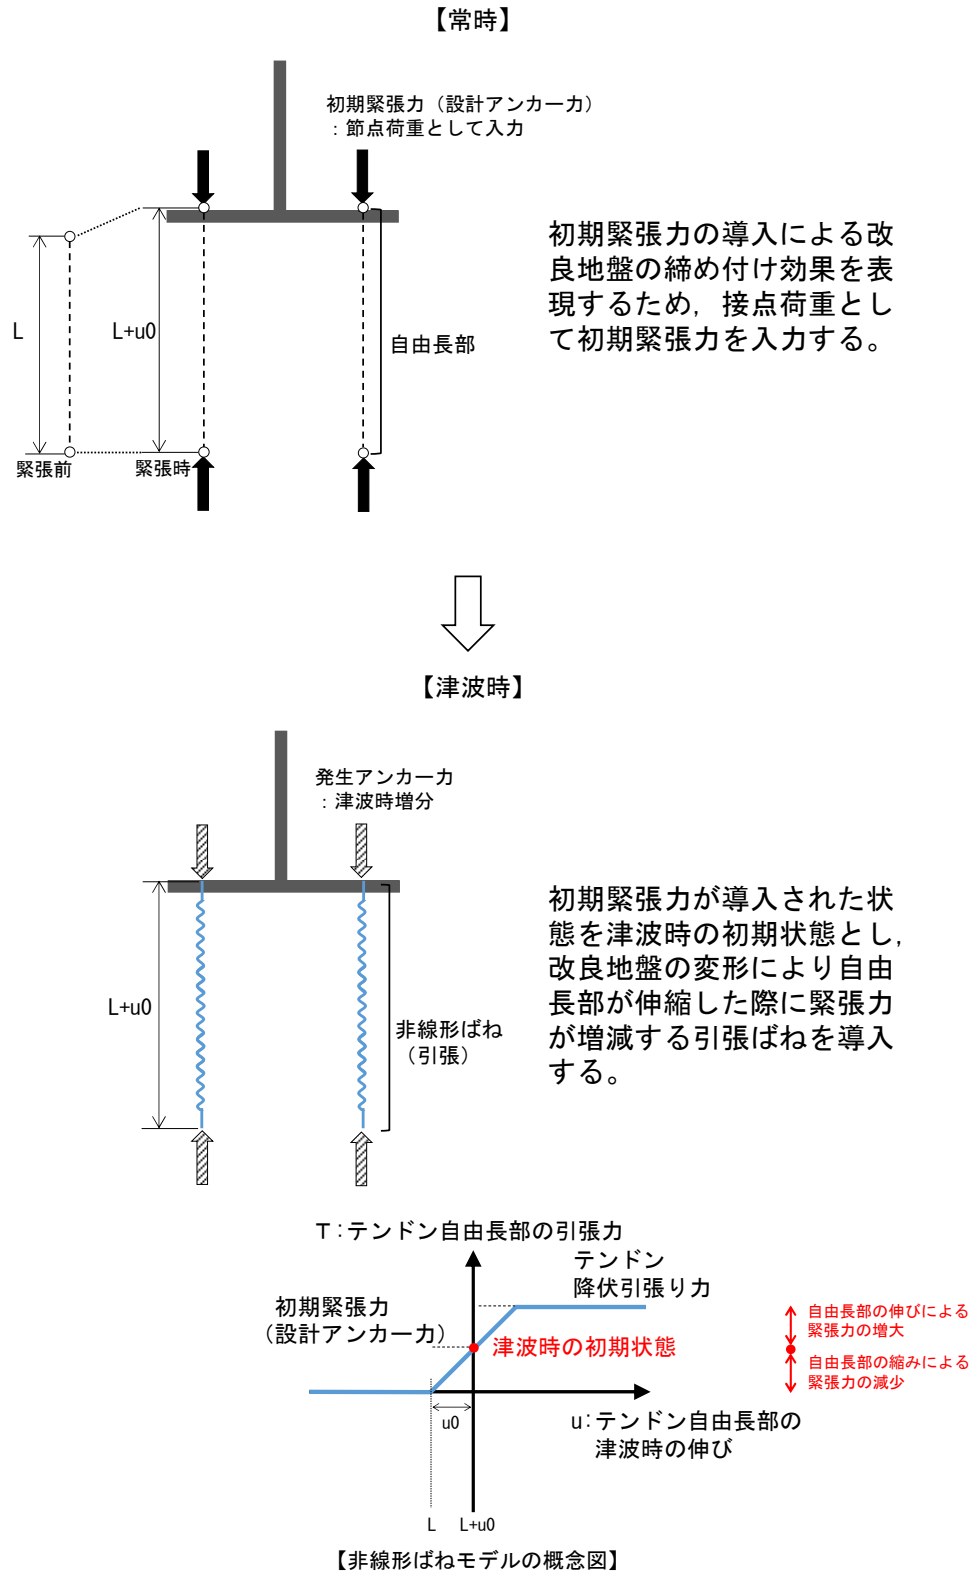 【常時】
初期緊張力（設計アンカー力）
：節点荷重として入力
L
L+u0
自由長部
緊張前
緊張時
初期緊張力の導入による改
良地盤の締め付け効果を表
現するため，接点荷重とし
て初期緊張力を入力する。
【津波時】
発生アンカー力
：津波時増分
L+u0
非線形ばね
（引張）
初期緊張力が導入された状
態を津波時の初期状態とし，
改良地盤の変形により自由
長部が伸縮した際に緊張力
が増減する引張ばねを導入
する。
T：テンドン自由長部の引張力
テンドン
降伏引張り力
初期緊張力
（設計アンカー力）
津波時の初期状態
自由長部の伸びによる
緊張力の増大
自由長部の縮みによる
緊張力の減少
u0
u：テンドン自由長部の
津波時の伸び
L
L+u0
【非線形ばねモデルの概念図】